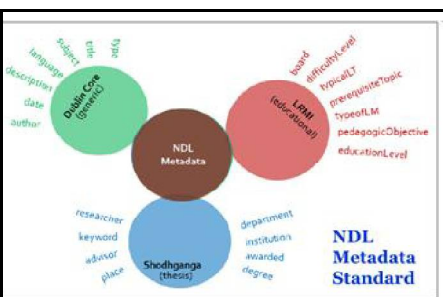 type
title
subject
language
description
date
author
Dublin Core
(generic)
board
difficultyLevel
typicalLT
prerequisiteTopic
typeofLM
pedagogicObjective
educationLevel
LRMI
(educational)
NDL
Metadata
researcher
keyword
advisor
place
Shodhganga
(thesis)
department
institution
awarded
degree
NDL
Metadata
Standard